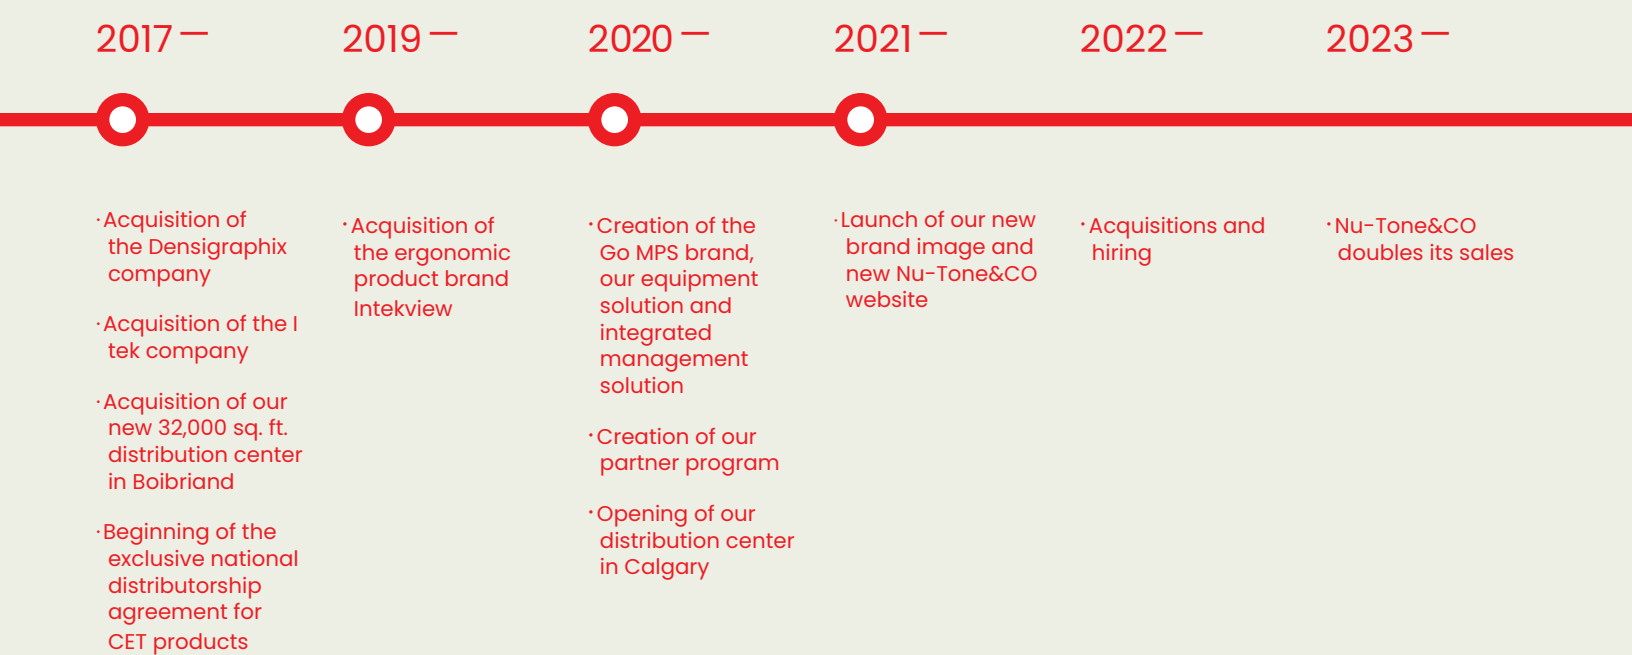 2017 —
· Acquisition of
the Densigraphix
company
· Acquisition of the I
tek company
· Acquisition of our
new 32,000 sq. ft.
distribution center
in Boibriand
· Beginning of the
exclusive national
distributorship
agreement for
CET products
2019 —
· Acquisition of
the ergonomic
product brand
Intekview
2020 —
· Creation of the
Go MPS brand,
our equipment
solution and
integrated
management
solution
· Creation of our
partner program
· Opening of our
distribution center
in Calgary
2021 —
· Launch of our new
brand image and
new Nu-Tone&CO
website
2022 —
· Acquisitions and
hiring
2023 —
· Nu-Tone&CO
doubles its sales